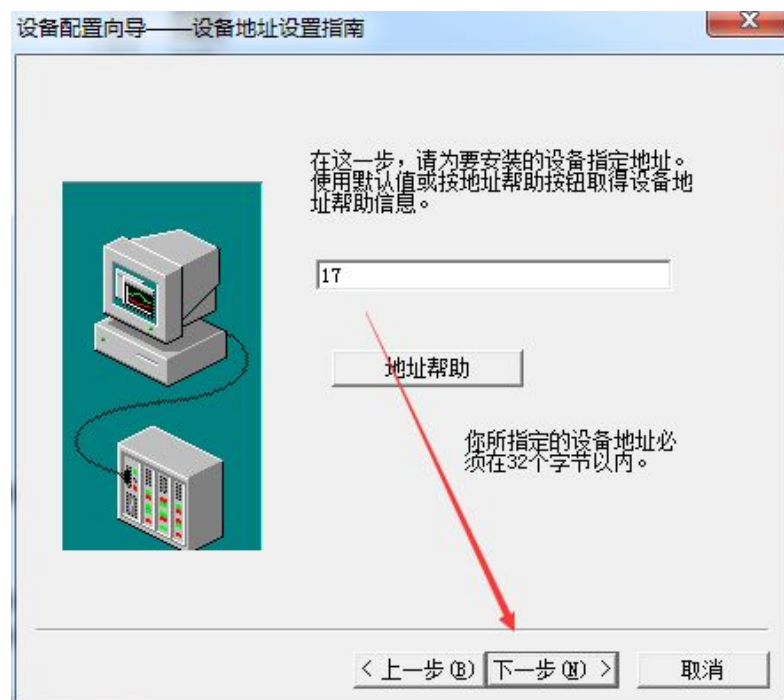 设备配置向导——设备地址设置指南
在这一步，请为要安装的设备指定地址。
使用默认值或按地址帮助按钮取得设备地
址帮助信息。
17
地址帮助
你所指定的设备地址必
须在32个字节以内。
< 上一步(B) 下一步(N) > 取消